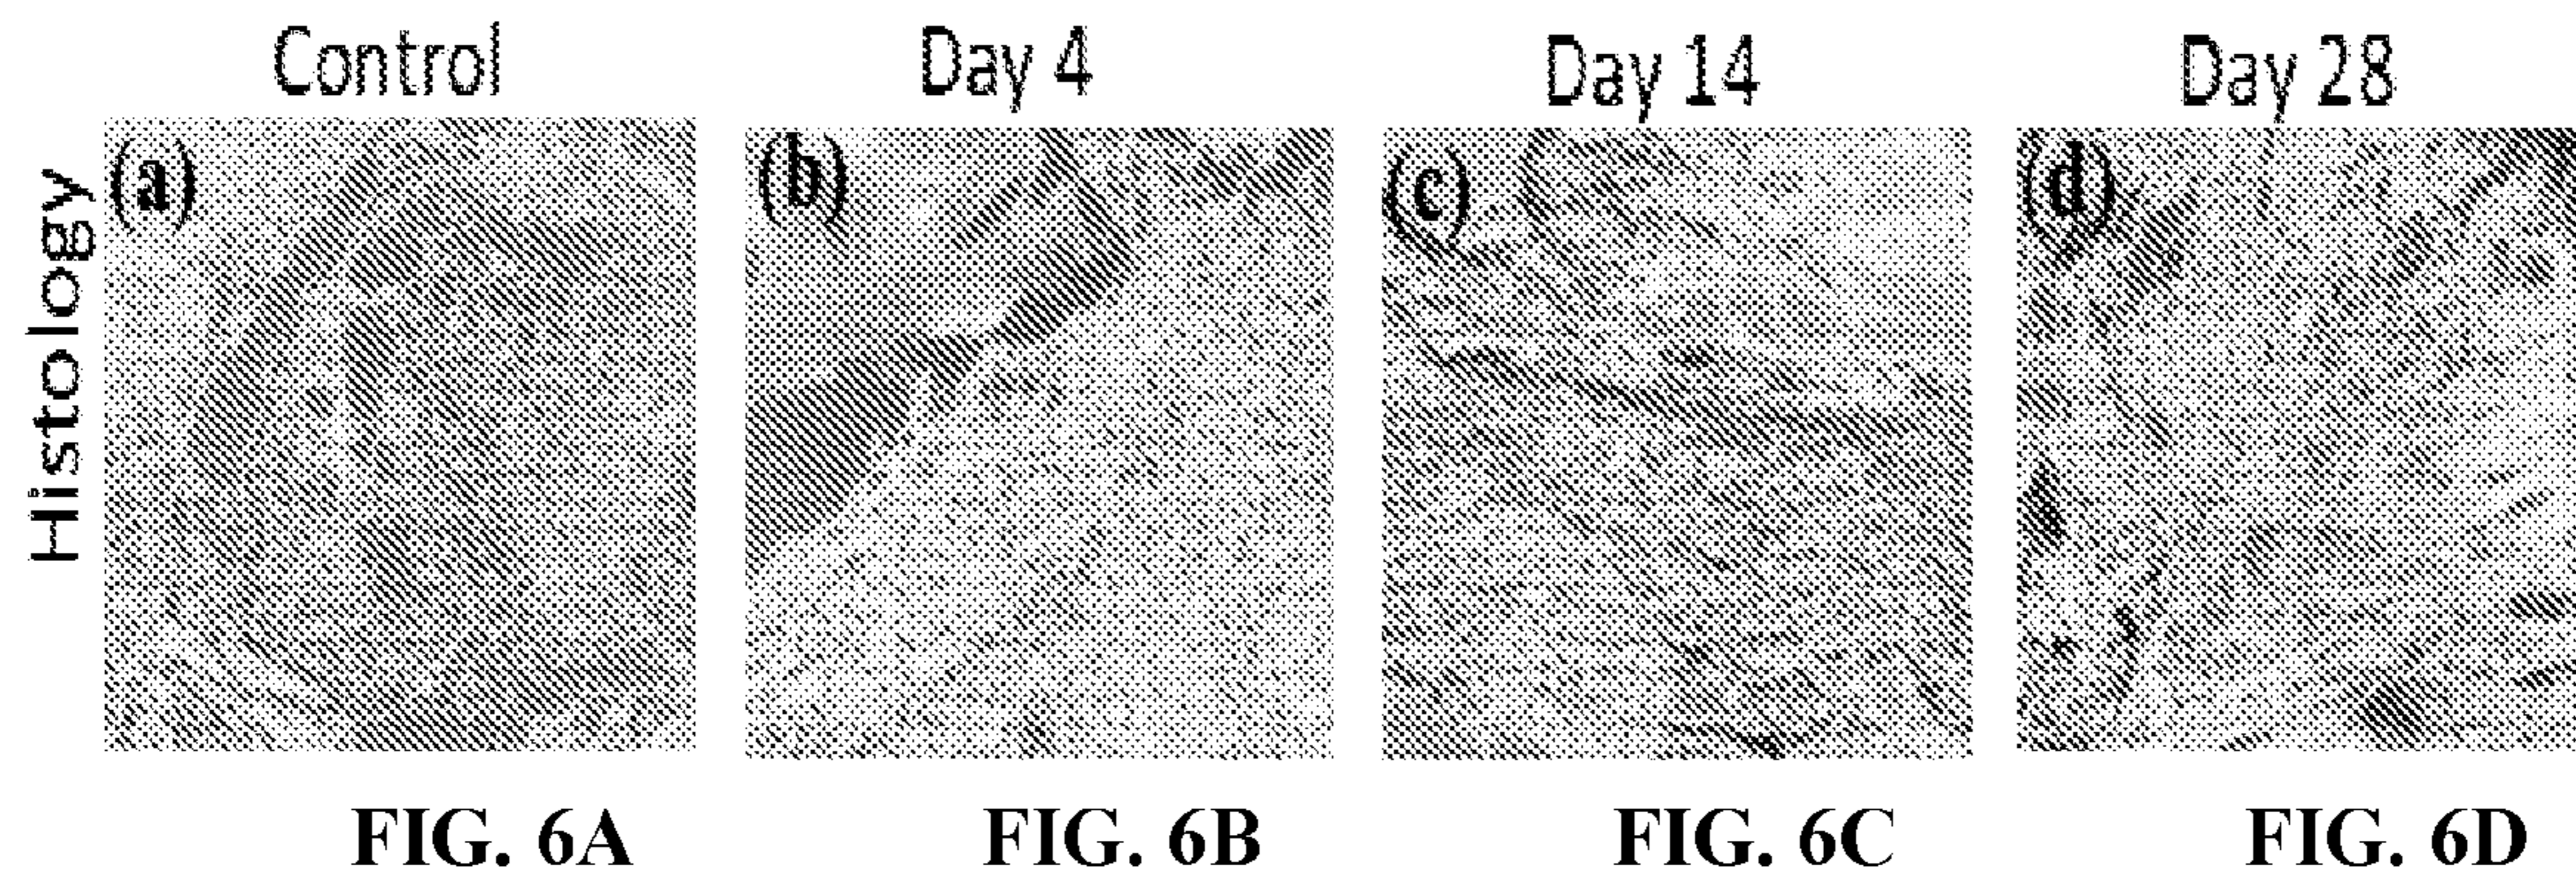 Control
Day 4
Day 14
Day 28
Histology
(a)
(b)
(c)
(d)
FIG. 6A
FIG. 6B
FIG. 6C
FIG. 6D